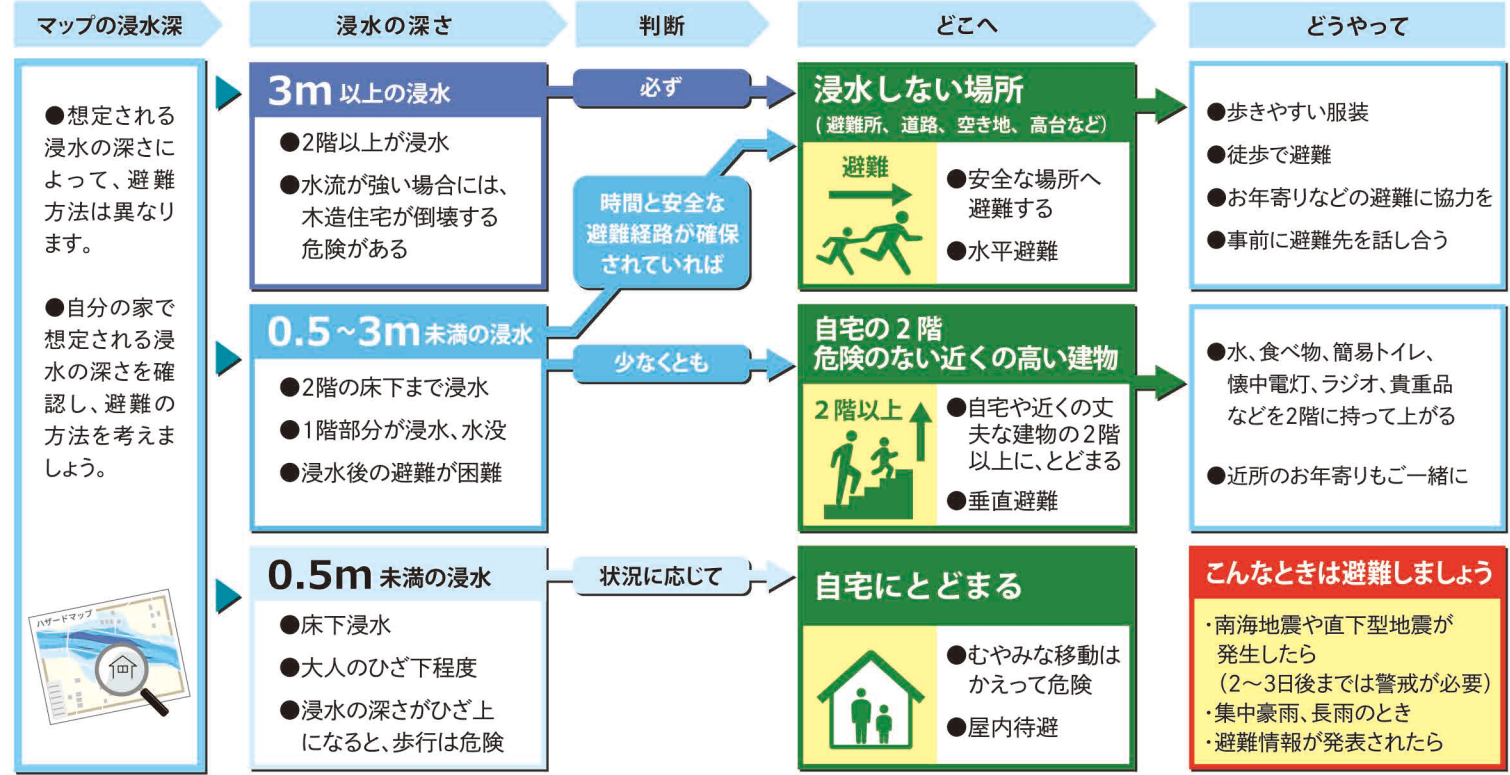 マップの浸水深
浸水の深さ
判断
どこへ
どうやって
●想定される
浸水の深さに
よって、避難
方法は異なり
ます。
●自分の家で
想定される浸
水の深さを確
認し、避難の
方法を考えま
しょう。
ハザードマップ
3m 以上の浸水
●2階以上が浸水
●水流が強い場合には、
木造住宅が倒壊する
危険がある
必ず
時間と安全な
避難経路が確保
されていれば
浸水しない場所
(避難所、道路、空き地、高台など)
避難
●安全な場所へ
避難する
●水平避難
●歩きやすい服装
●徒歩で避難
●お年寄りなどの避難に協力を
●事前に避難先を話し合う
0.5～3m 未満の浸水
●2階の床下まで浸水
●1階部分が浸水、水没
●浸水後の避難が困難
少なくとも
自宅の2階
危険のない近くの高い建物
2階以上
●自宅や近くの丈
夫な建物の2階
以上に、とどまる
●垂直避難
●水、食べ物、簡易トイレ、
懐中電灯、ラジオ、貴重品
などを2階に持って上がる
●近所のお年寄りもご一緒に
0.5m 未満の浸水
●床下浸水
●大人のひざ下程度
●浸水の深さがひざ上
になると、歩行は危険
状況に応じて
自宅にとどまる
●むやみな移動は
かえって危険
●屋内待避
こんなときは避難しましょう
・南海地震や直下型地震が
発生したら
(2～3日後までは警戒が必要)
・集中豪雨、長雨のとき
・避難情報が発表されたら